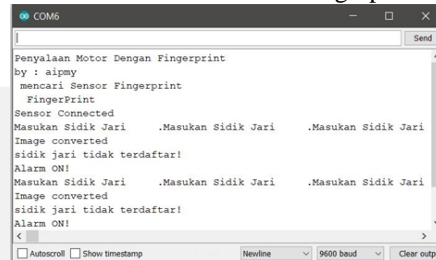 COM6
Send
Penyalaan Motor Dengan Fingerprint
by : aipmy
mencari Sensor Fingerprint
FingerPrint
Sensor Connected
Masukan Sidik Jari .Masukan Sidik Jari .Masukan Sidik Jari
Image converted
sidik jari tidak terdaftar!
Alarm ON!
Masukan Sidik Jari .Masukan Sidik Jari .Masukan Sidik Jari
Image converted
sidik jari tidak terdaftar!
Alarm ON!
Autoscroll Show timestamp Newline 9600 baud Clear outp